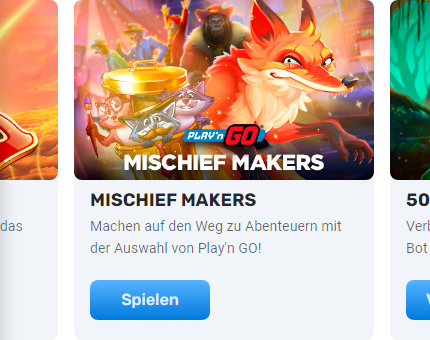 PLAY'n GO
MISCHIEF MAKERS
MISCHIEF MAKERS
Machen auf den Weg zu Abenteuern mit
der Auswahl von Play'n GO!
Spielen
das
50
Bot